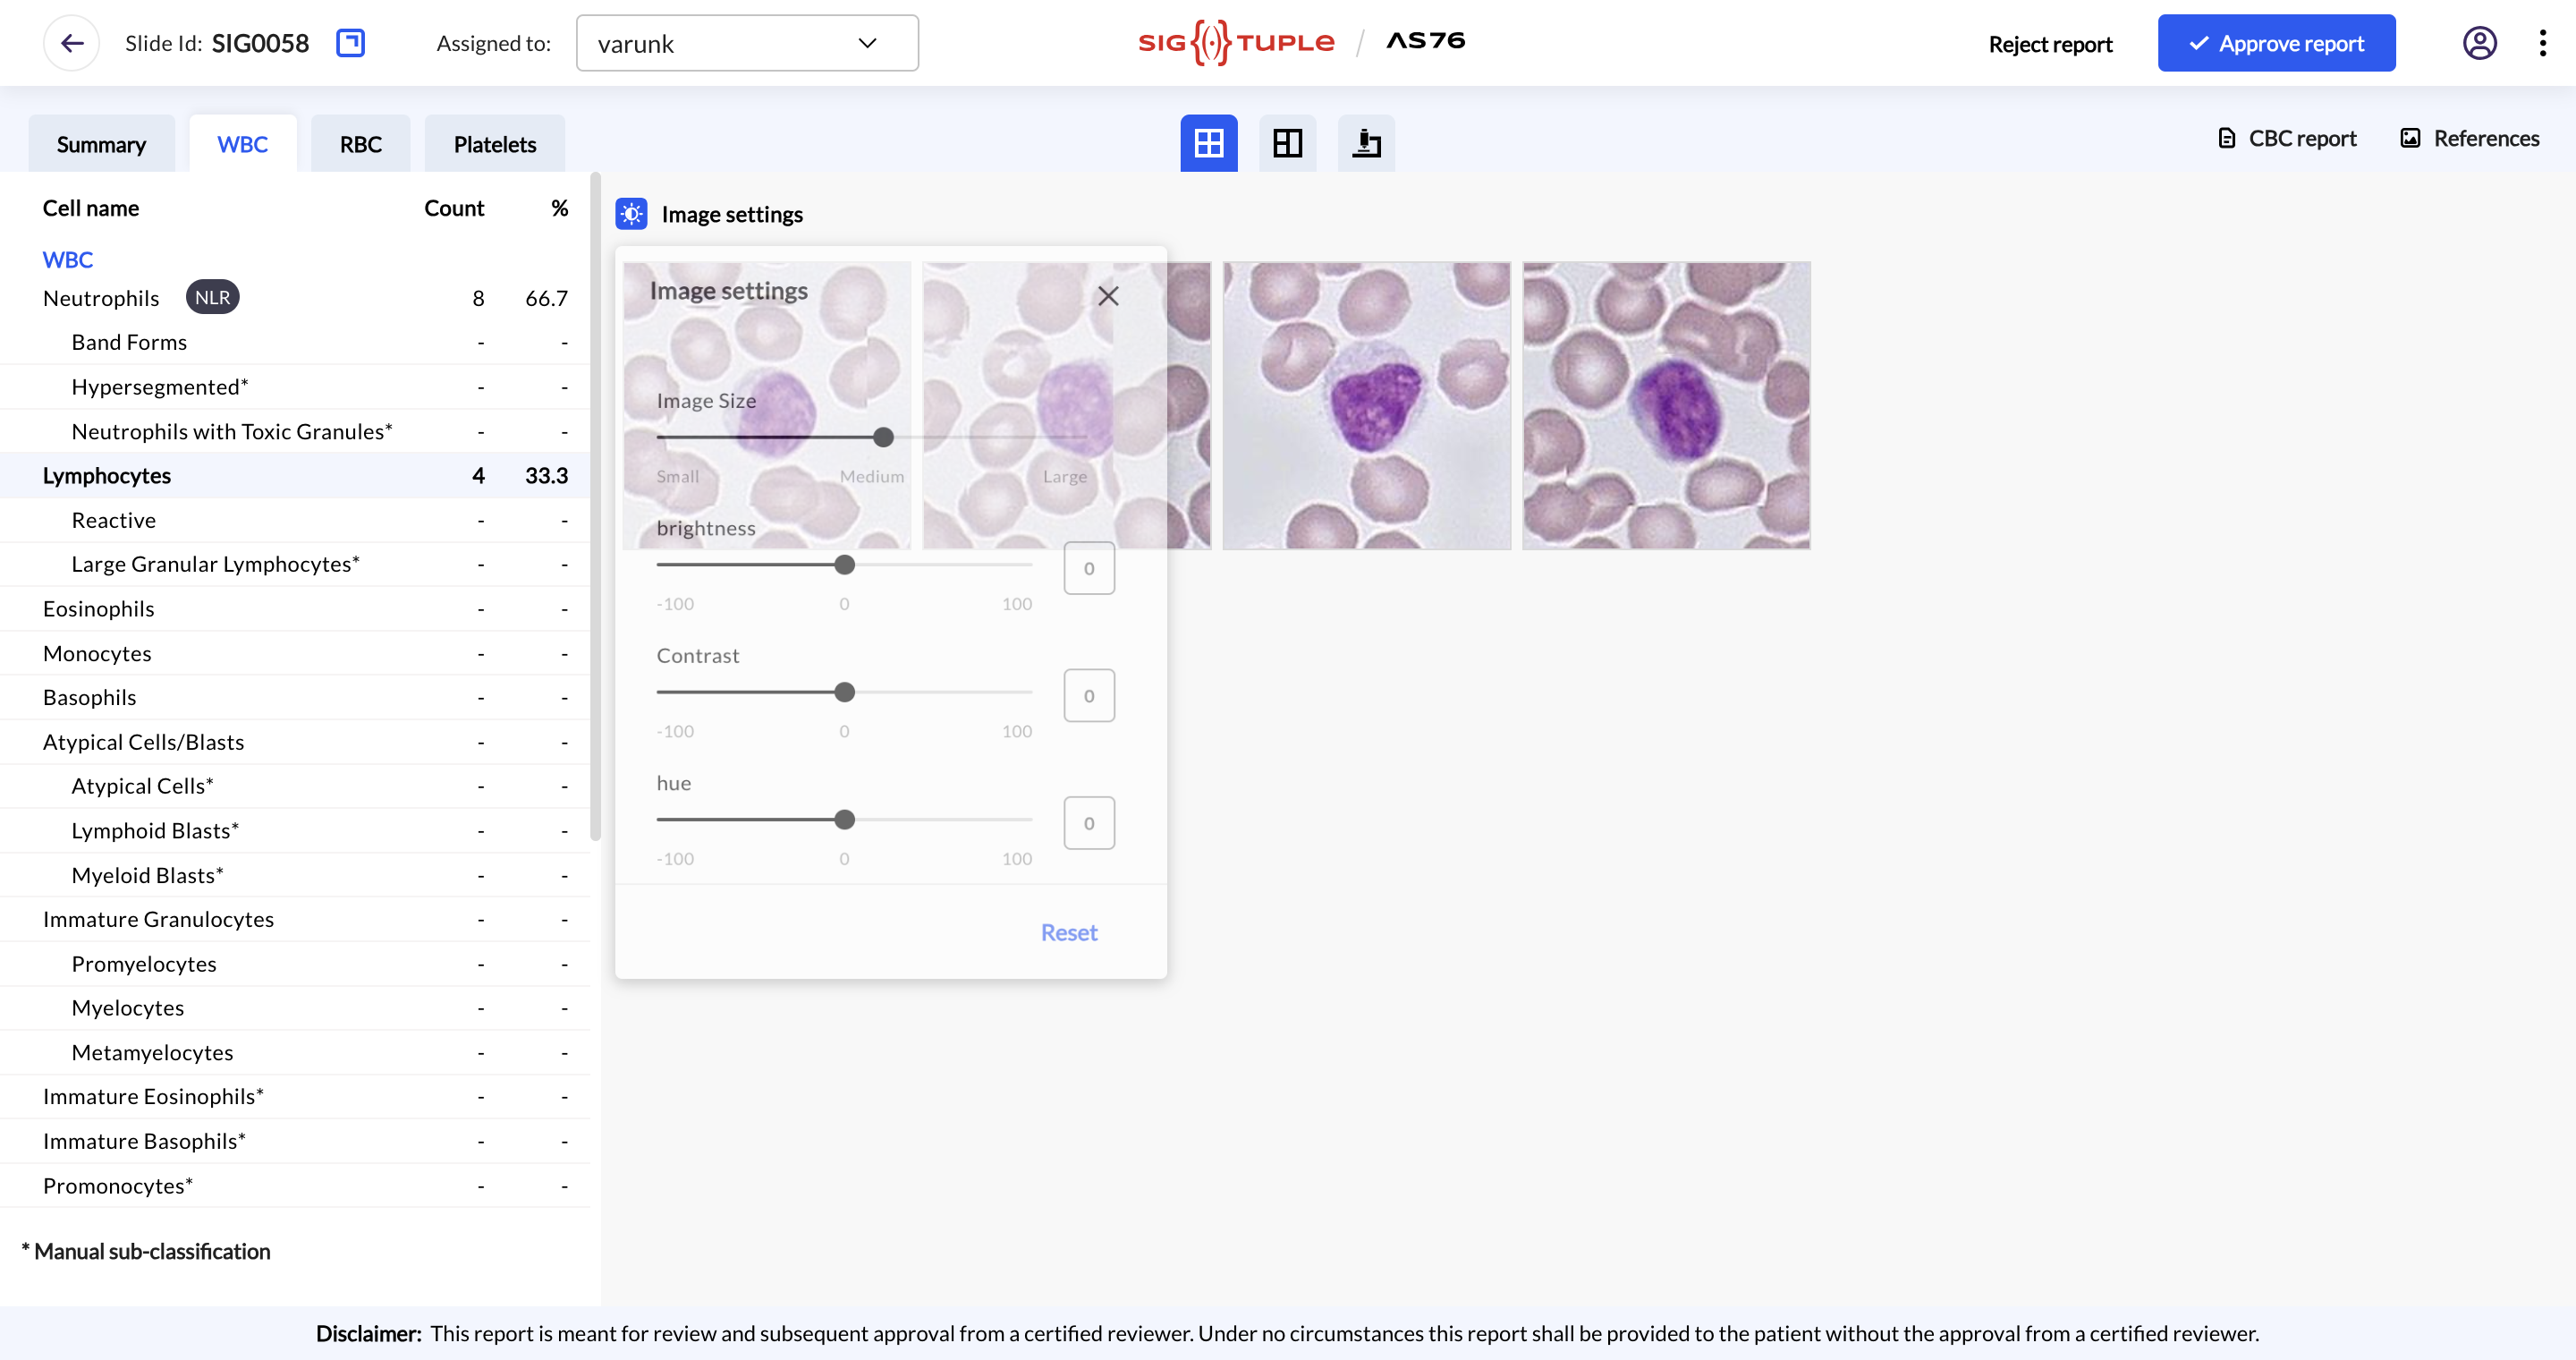 Slide Id: SIG0058 Assigned to: varunk SIG TUPLE / AS76 Reject report Approve report
Summary WBC RBC Platelets CBC report References
Cell name Count %
WBC
Neutrophils NLR 8 66.7
Band Forms - -
Hypersegmented* - -
Neutrophils with Toxic Granules* - -
Lymphocytes 4 33.3
Reactive - -
Large Granular Lymphocytes* - -
Eosinophils - -
Monocytes - -
Basophils - -
Atypical Cells/Blasts - -
Atypical Cells* - -
Lymphoid Blasts* - -
Myeloid Blasts* - -
Immature Granulocytes - -
Promyelocytes - -
Myelocytes - -
Metamyelocytes - -
Immature Eosinophils* - -
Immature Basophils* - -
Promonocytes* - -
* Manual sub-classification
Image settings
Image settings
Image Size
Small Medium Large
brightness
0
-100 0 100
Contrast
0
-100 0 100
hue
0
-100 0 100
Reset
Disclaimer: This report is meant for review and subsequent approval from a certified reviewer. Under no circumstances this report shall be provided to the patient without the approval from a certified reviewer.